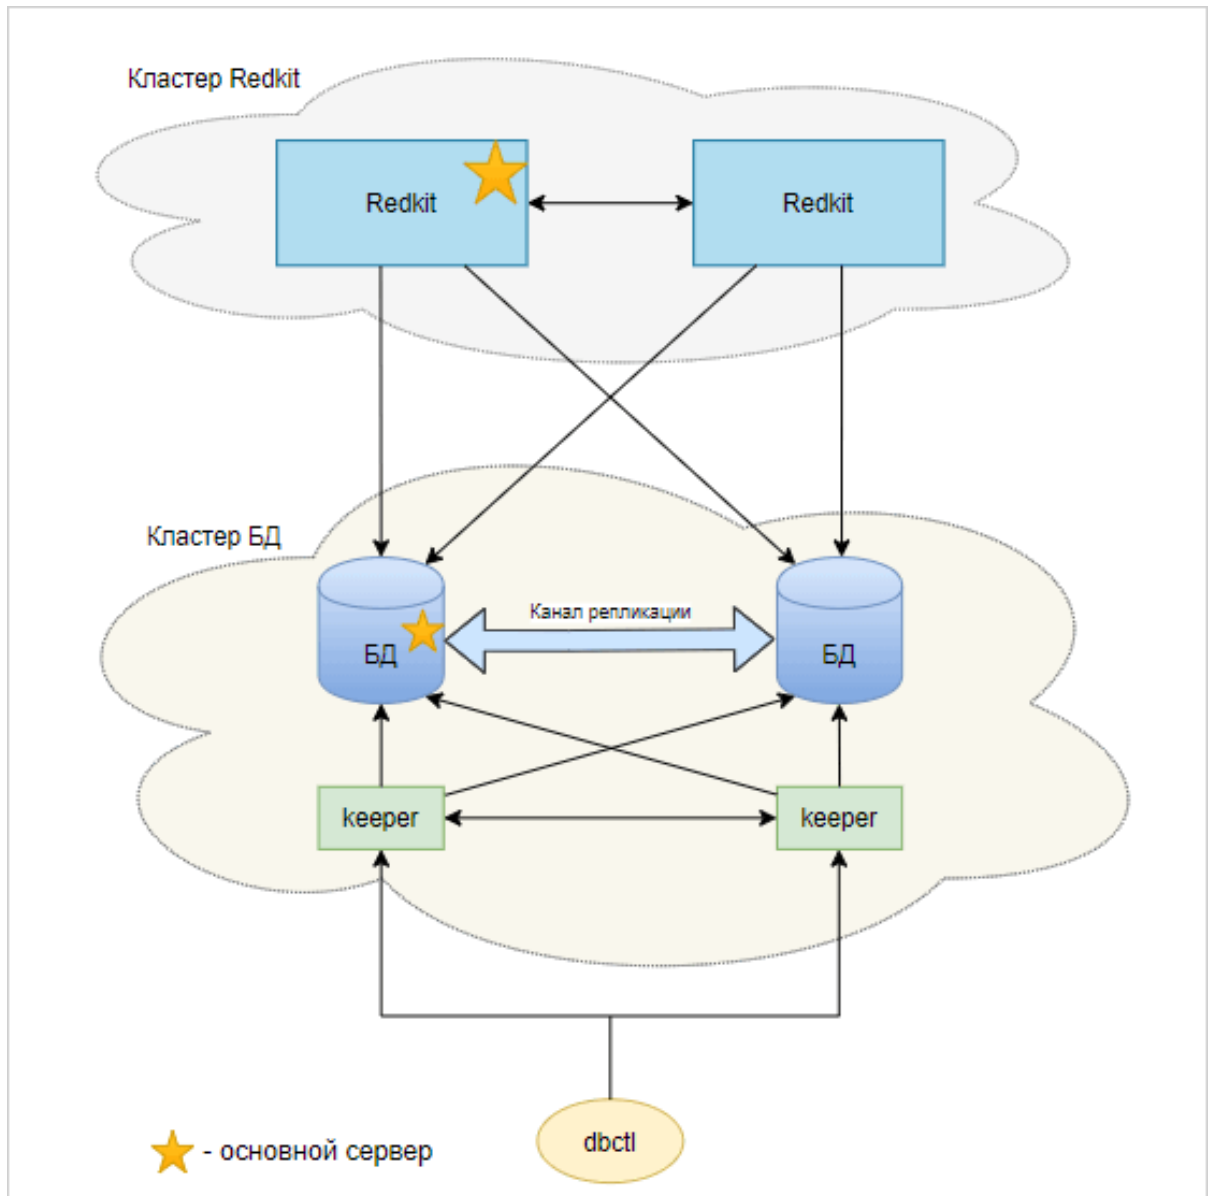 Кластер Redkit
Redkit
Redkit
Кластер БД
Канал репликации
БД
БД
keeper
keeper
dbctl
- основной сервер